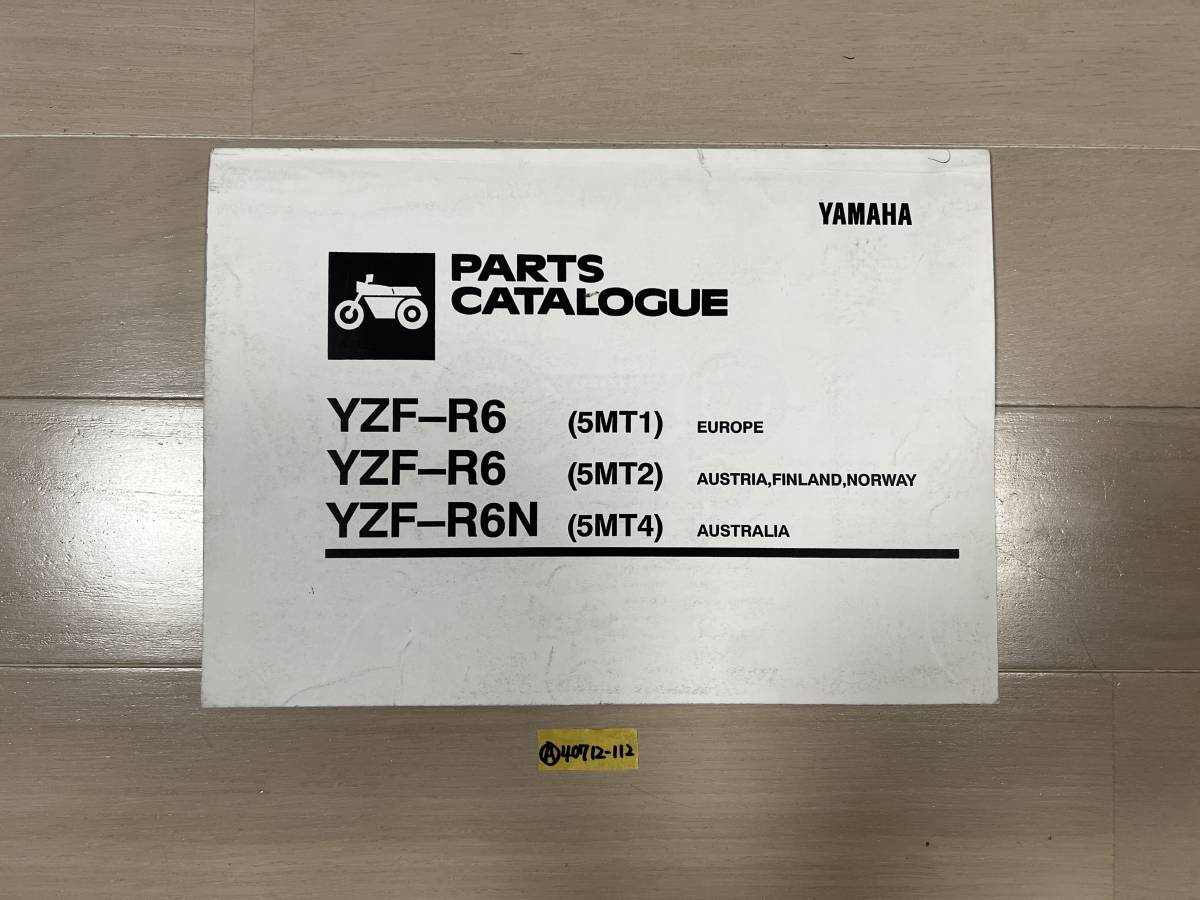 YAMAHA
PARTS
CATALOGUE
YZF–R6 (5MT1) EUROPE
YZF–R6 (5MT2) AUSTRIA,FINLAND,NORWAY
YZF–R6N (5MT4) AUSTRALIA
Ⓐ40712-112